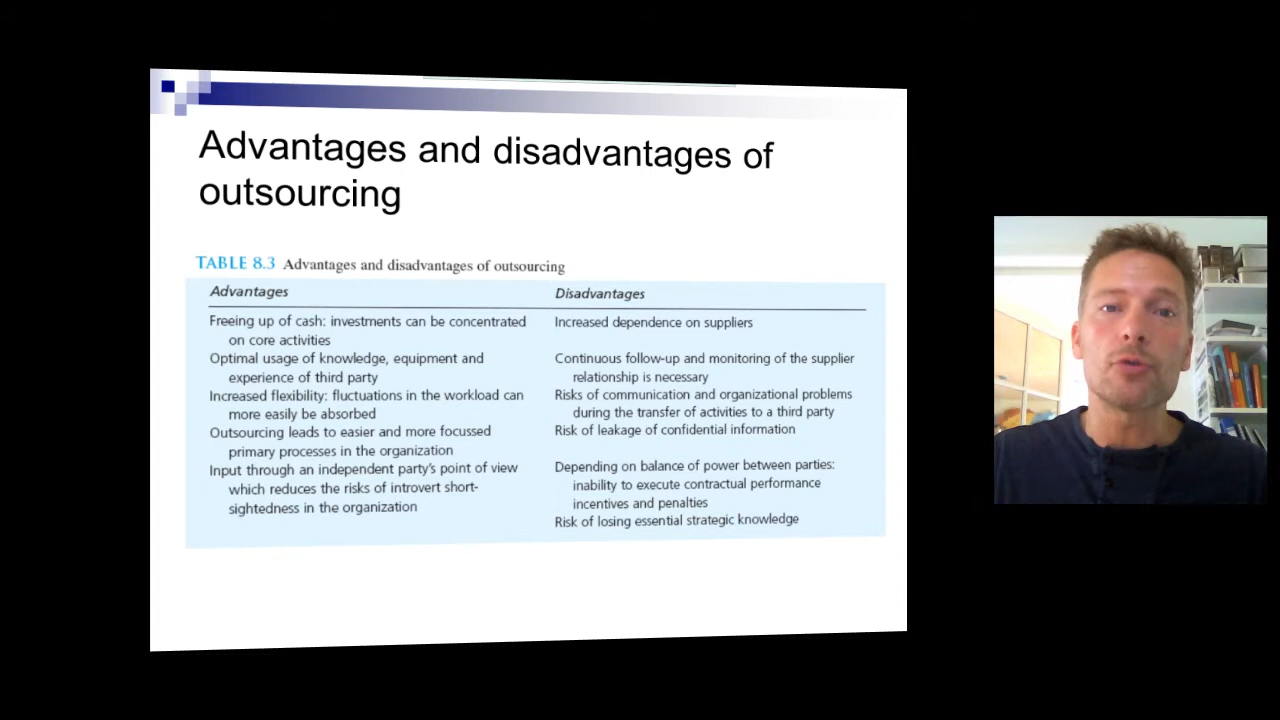 Advantages and disadvantages of
outsourcing
TABLE 8.3 Advantages and disadvantages of outsourcing
Advantages
Freeing up of cash: investments can be concentrated
on core activities
Optimal usage of knowledge, equipment and
experience of third party
Increased flexibility: fluctuations in the workload can
more easily be absorbed
Outsourcing leads to easier and more focussed
primary processes in the organization
Input through an independent party's point of view
which reduces the risks of introvert short-
sightedness in the organization
Disadvantages
Increased dependence on suppliers
Continuous follow-up and monitoring of the supplier
relationship is necessary
Risks of communication and organizational problems
during the transfer of activities to a third party
Risk of leakage of confidential information
Depending on balance of power between parties:
inability to execute contractual performance
incentives and penalties
Risk of losing essential strategic knowledge